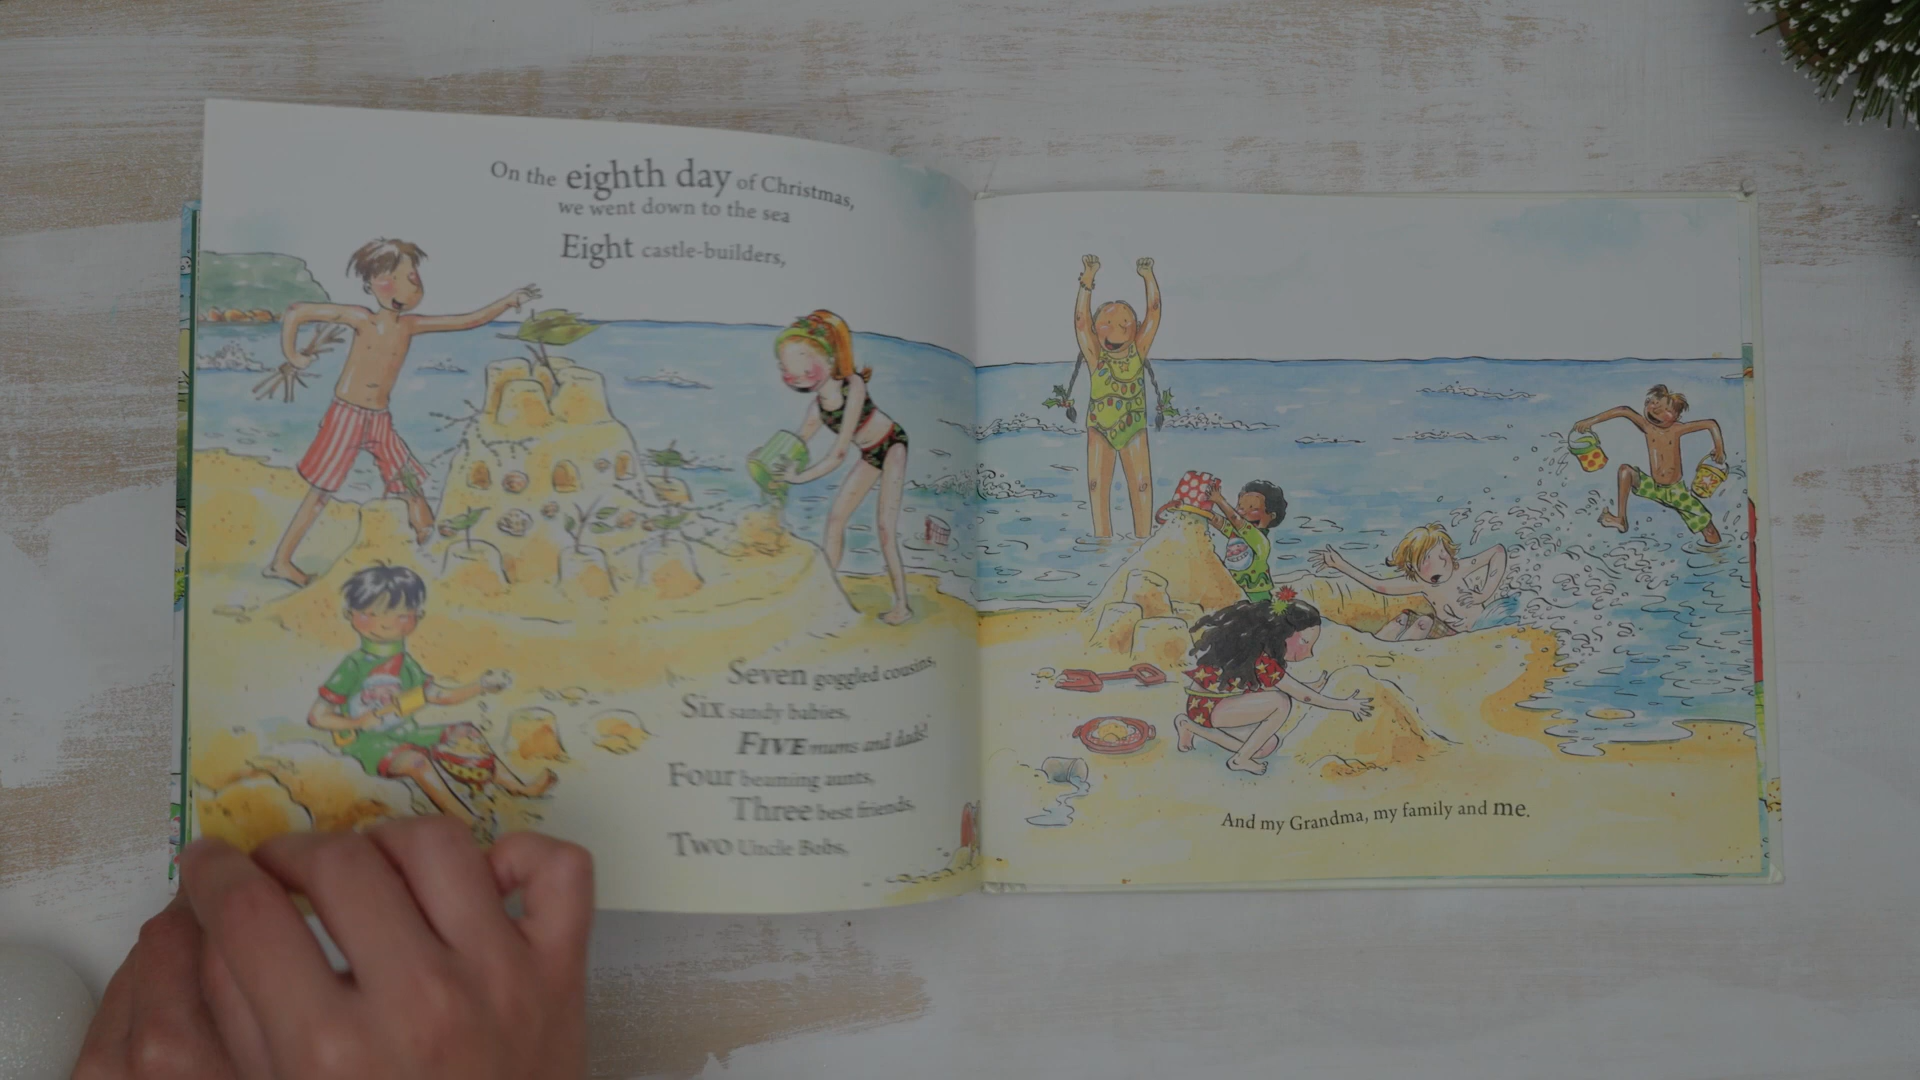 On the eighth day of Christmas,
we went down to the sea
Eight castle-builders,
Seven goggled cousins,
Six sandy babies,
FIVE mums and dads!
Four beaming aunts,
Three best friends,
Two Uncle Bobs,
And my Grandma, my family and me.